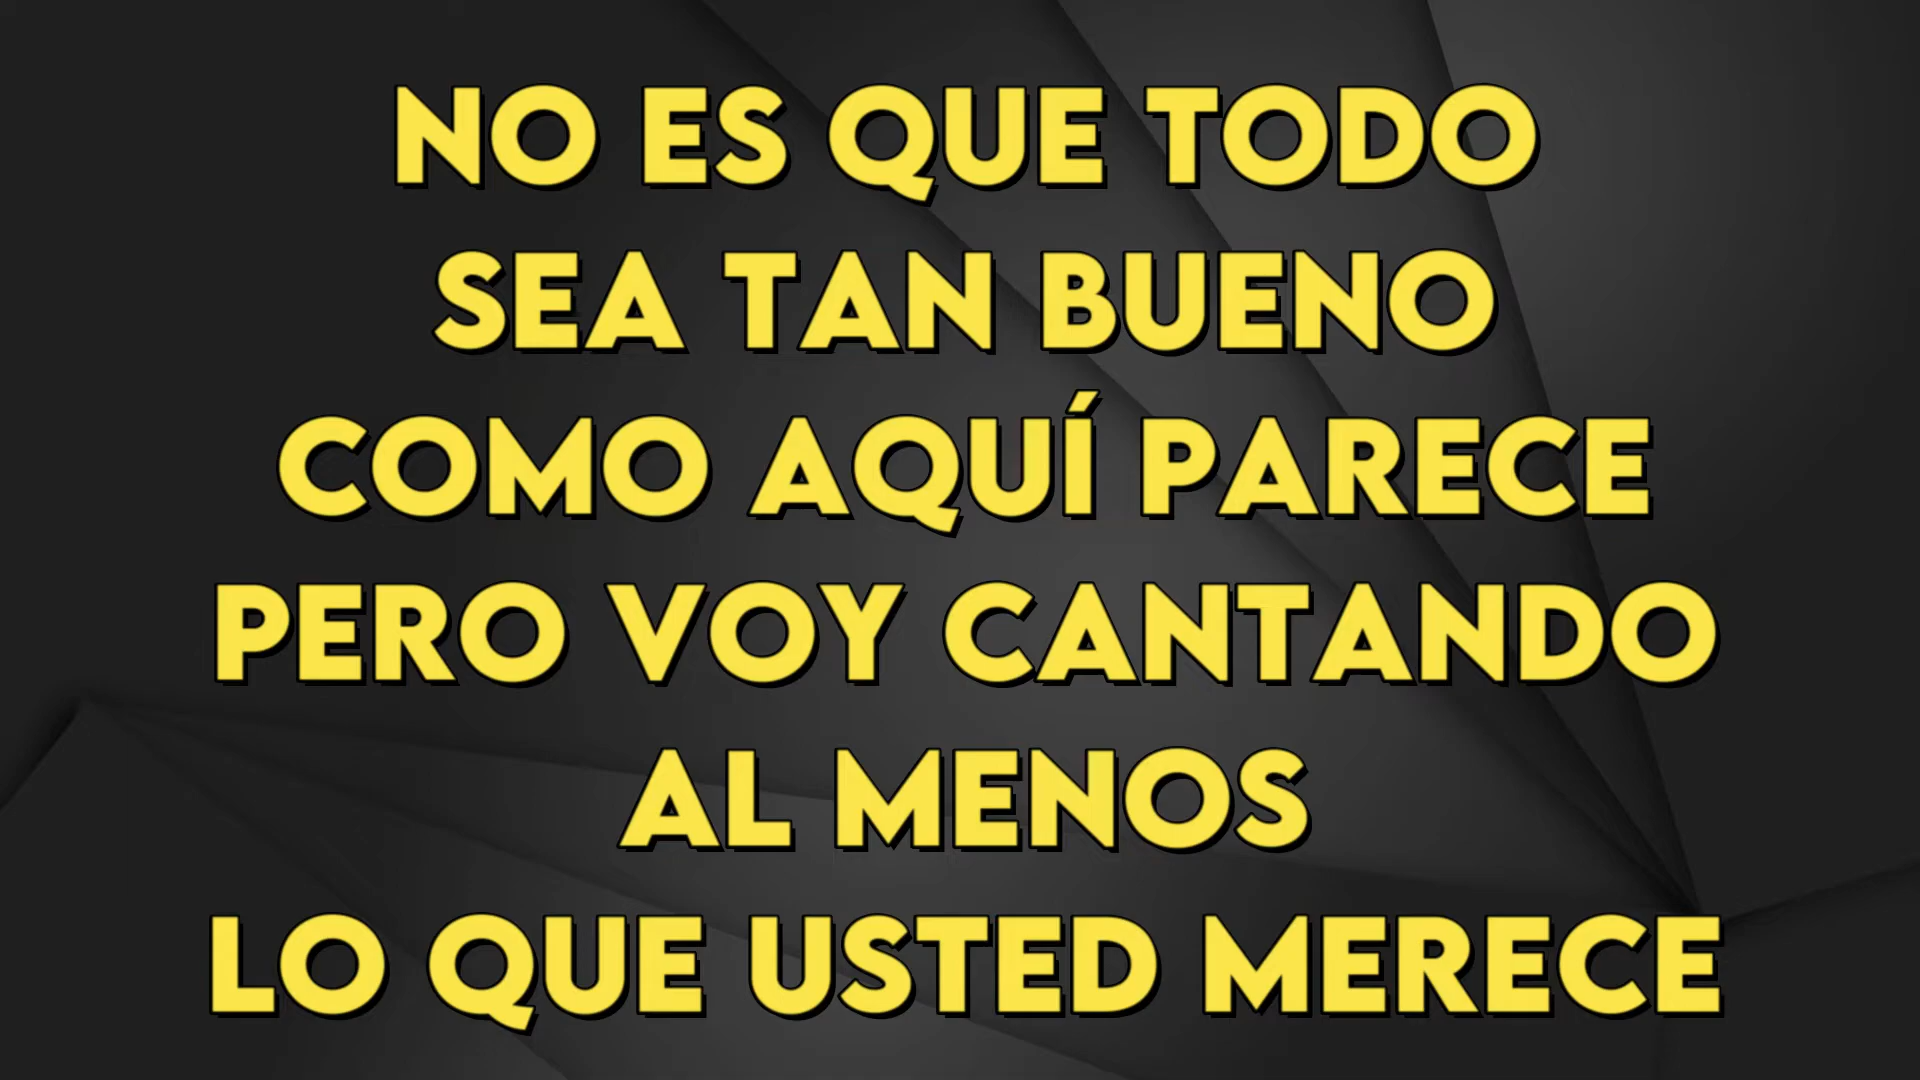 NO ES QUE TODO
SEA TAN BUENO
COMO AQUÍ PARECE
PERO VOY CANTANDO
AL MENOS
LO QUE USTED MERECE